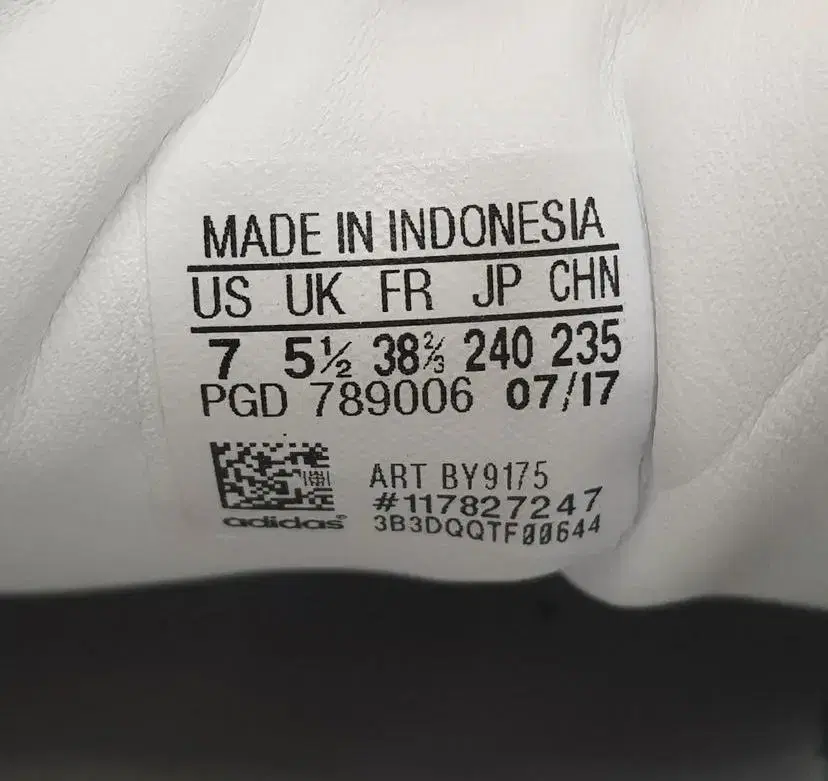 MADE IN INDONESIA
US UK FR JP CHN
7 5½ 38⅔ 240 235
PGD 789006 07/17
ART BY9175
#117827247
adidas® 3B3DQQTF00644